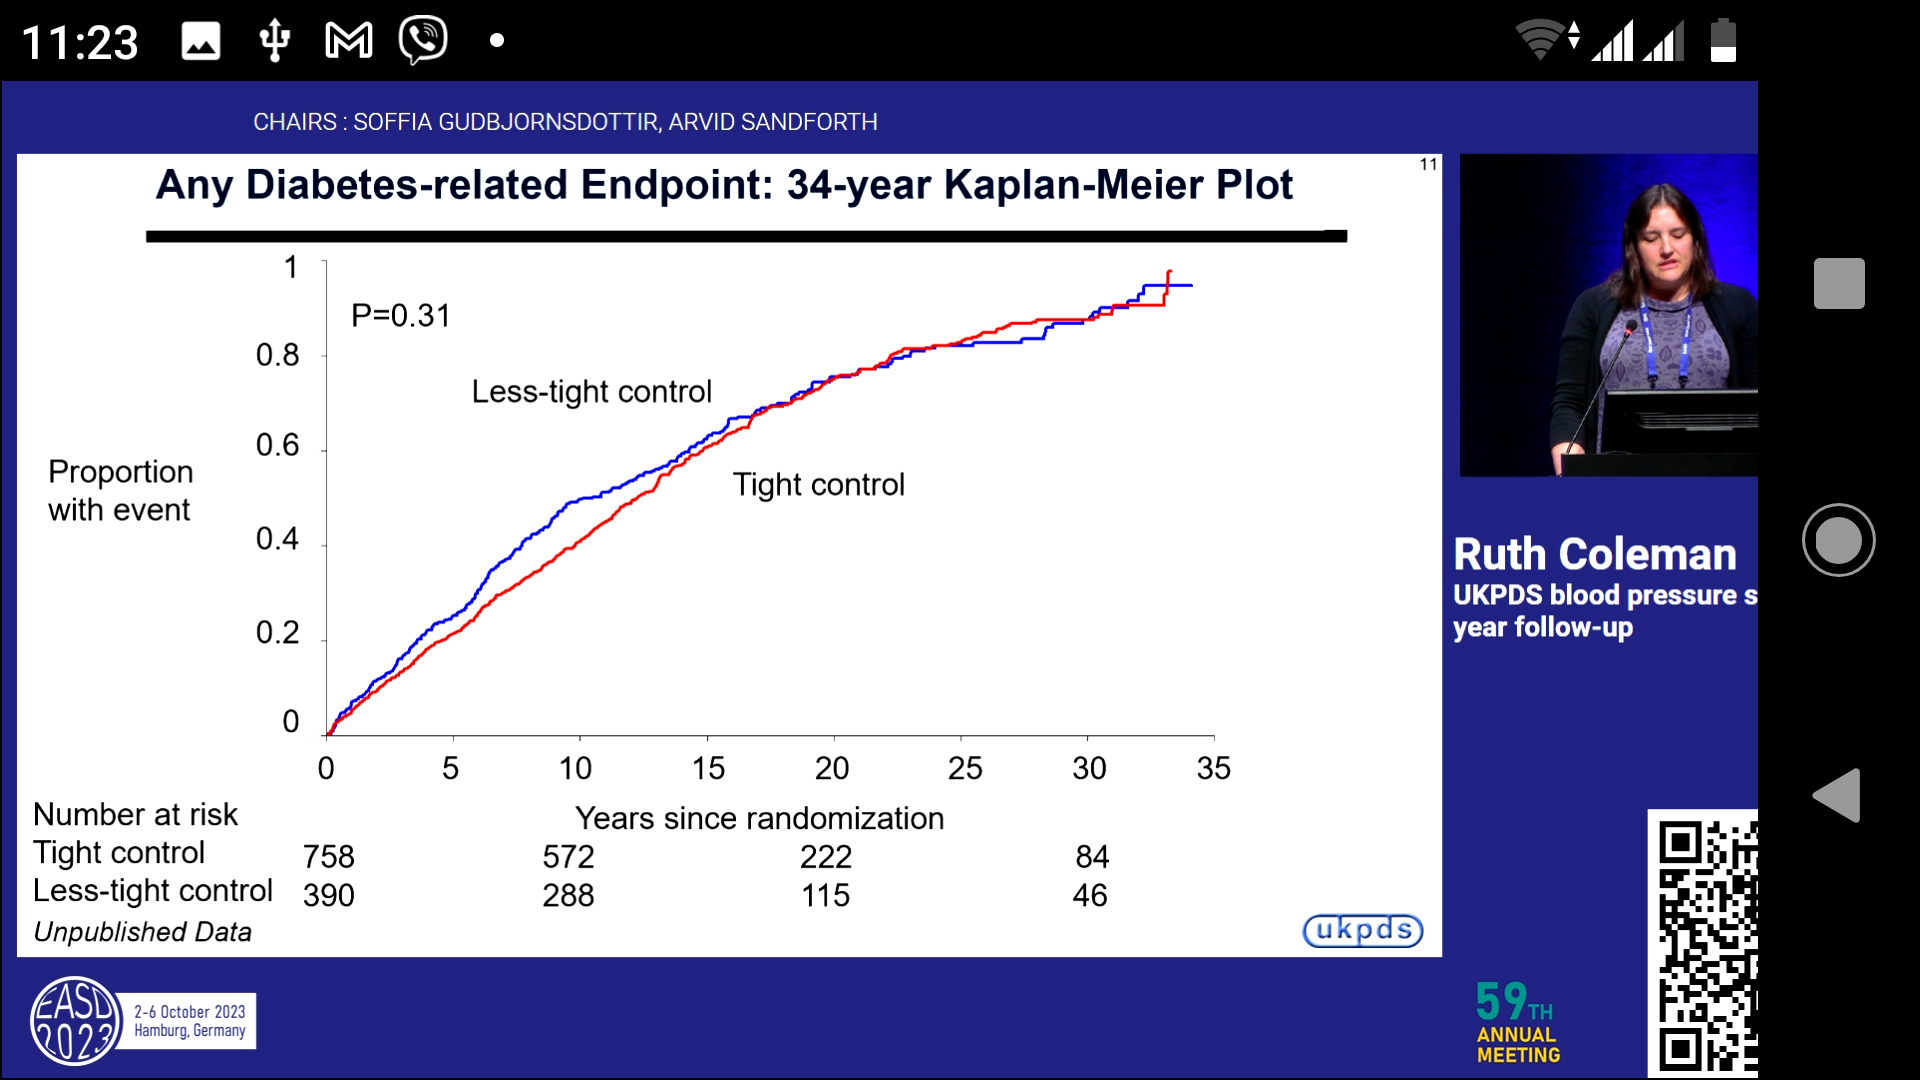 11:23
CHAIRS : SOFFIA GUDBJORNSDOTTIR, ARVID SANDFORTH
11
Any Diabetes-related Endpoint: 34-year Kaplan-Meier Plot
1
P=0.31
0.8
Less-tight control
0.6
Proportion
with event
Tight control
0.4
0.2
0
0 5 10 15 20 25 30 35
Years since randomization
Number at risk
Tight control 758 572 222 84
Less-tight control 390 288 115 46
Unpublished Data
ukpds
Ruth Coleman
UKPDS blood pressure s
year follow-up
EASD
2023
2-6 October 2023
Hamburg, Germany
59TH
ANNUAL
MEETING